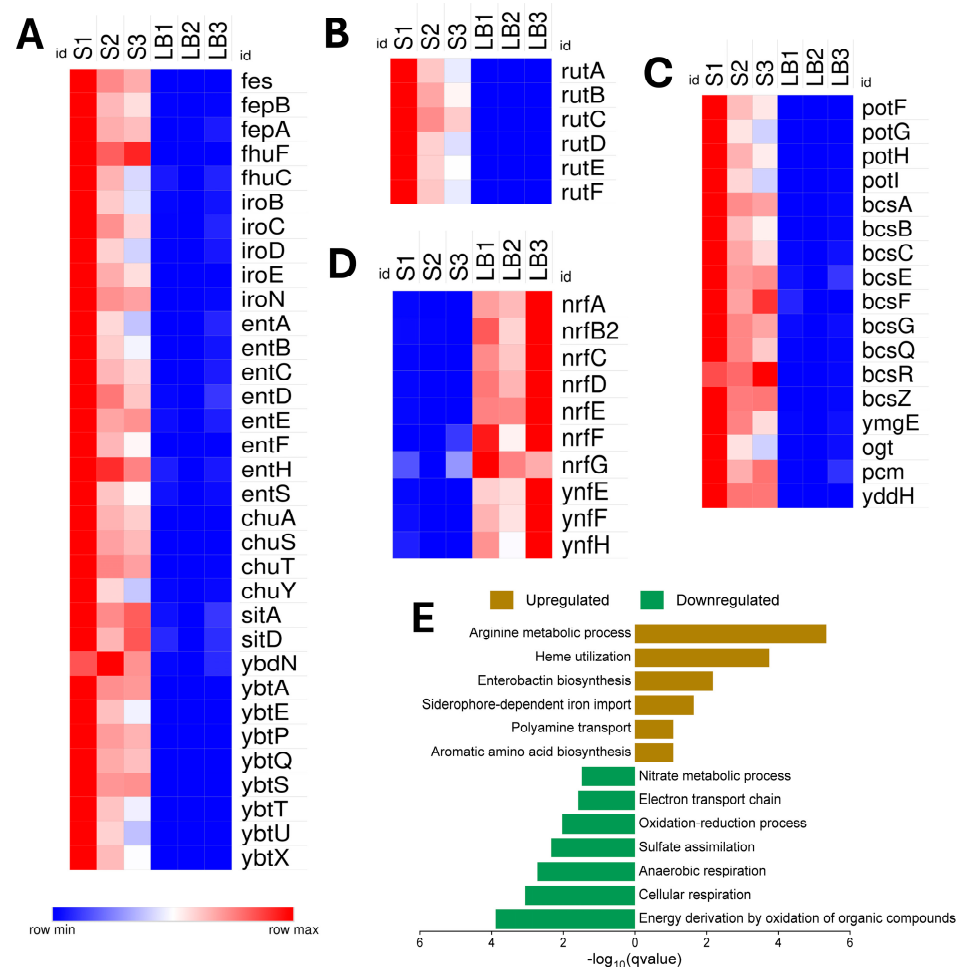 A
id S1 S2 S3 LB1 LB2 LB3 id
fes
fepB
fepA
fhuF
fhuC
iroB
iroC
iroD
iroE
iroN
entA
entB
entC
entD
entE
entF
entH
entS
chuA
chuS
chuT
chuY
sitA
sitD
ybdN
ybtA
ybtE
ybtP
ybtQ
ybtS
ybtT
ybtU
ybtX
row min row max
B
id S1 S2 S3 LB1 LB2 LB3 id
rutA
rutB
rutC
rutD
rutE
rutF
C
id S1 S2 S3 LB1 LB2 LB3 id
potF
potG
potH
potI
bcsA
bcsB
bcsC
bcsE
bcsF
bcsG
bcsQ
bcsR
bcsZ
ymgE
ogt
pcm
yddH
D
id S1 S2 S3 LB1 LB2 LB3 id
nrfA
nrfB2
nrfC
nrfD
nrfE
nrfF
nrfG
ynfE
ynfF
ynfH
E
Upregulated Downregulated
Arginine metabolic process
Heme utilization
Enterobactin biosynthesis
Siderophore-dependent iron import
Polyamine transport
Aromatic amino acid biosynthesis
Nitrate metabolic process
Electron transport chain
Oxidation-reduction process
Sulfate assimilation
Anaerobic respiration
Cellular respiration
Energy derivation by oxidation of organic compounds
6 4 2 0 2 4 6
-log10(qvalue)